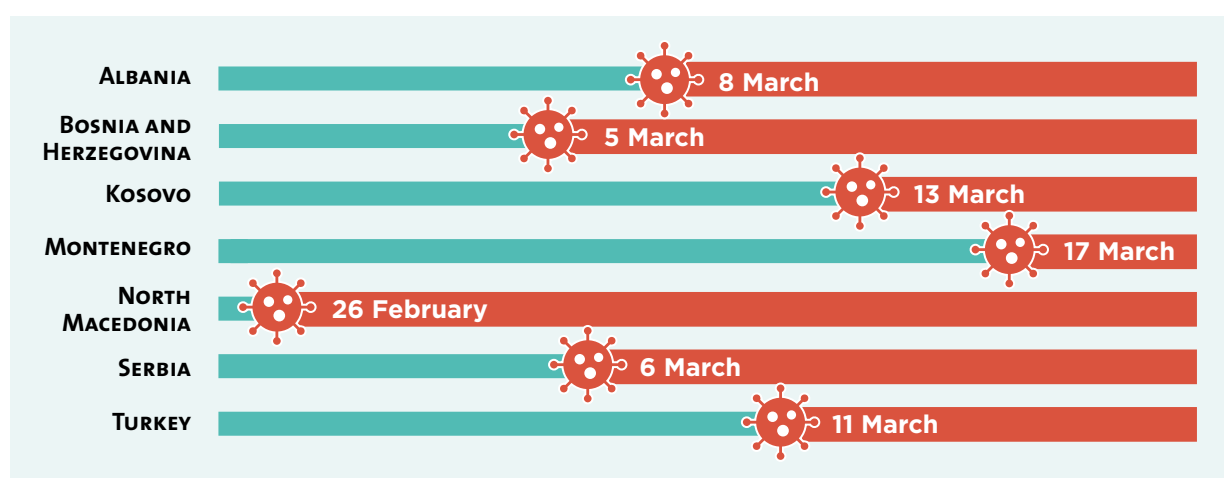 Albania
8 March
Bosnia and
Herzegovina
5 March
Kosovo
13 March
Montenegro
17 March
North
Macedonia
26 February
Serbia
6 March
Turkey
11 March